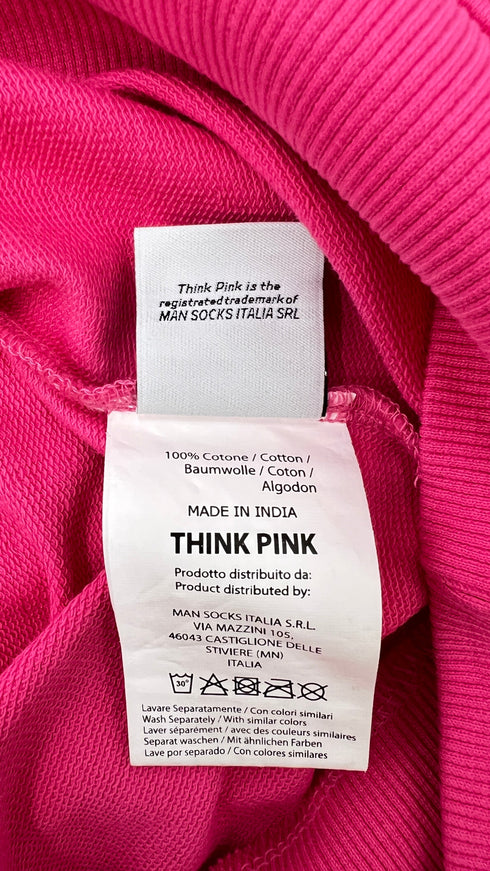 Think Pink is the
registrated trademark of
MAN SOCKS ITALIA SRL
100% Cotone / Cotton /
Baumwolle / Coton /
Algodon
MADE IN INDIA
THINK PINK
Prodotto distribuito da:
Product distributed by:
MAN SOCKS ITALIA S.R.L.
VIA MAZZINI 105,
46043 CASTIGLIONE DELLE
STIVIERE (MN)
ITALIA
30°
Lavare Separatamente / Con colori similari
Wash Separately / With similar colors
Laver séparément / avec des couleurs similaires
Separat waschen / Mit ähnlichen Farben
Lave por separado / Con colores similares